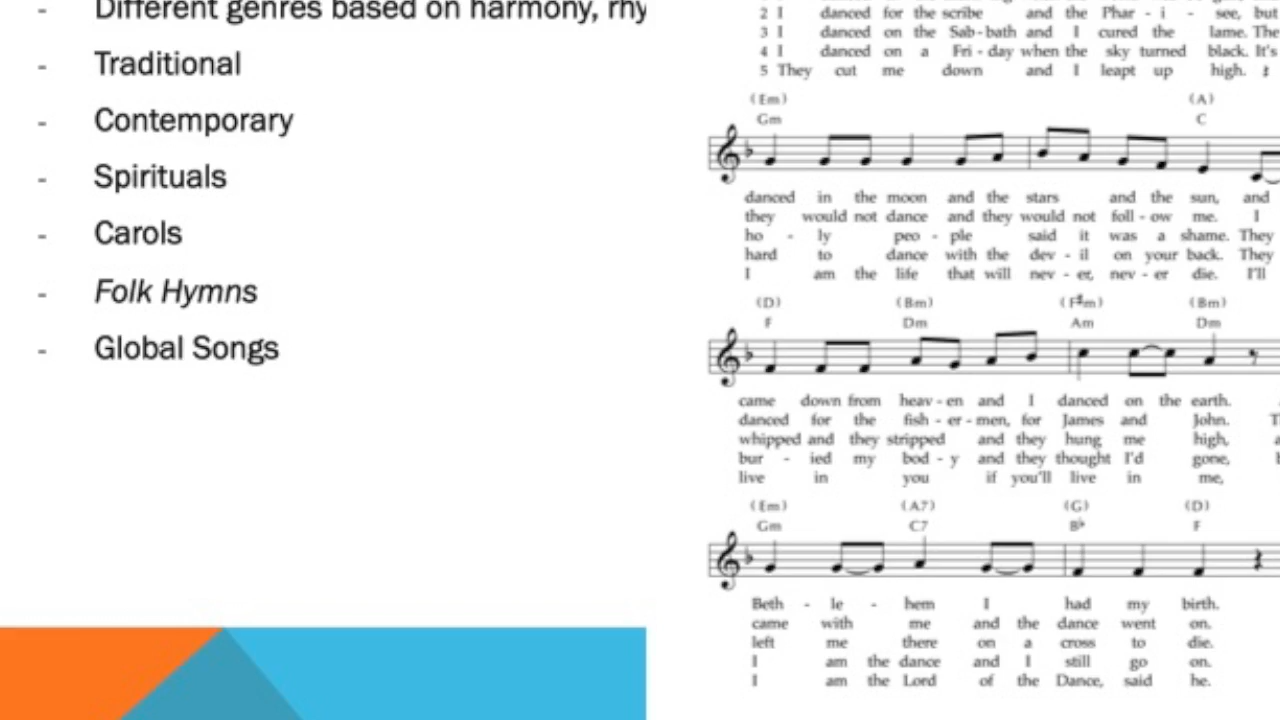 - Different genres based on harmony, rhy
- Traditional
- Contemporary
- Spirituals
- Carols
- Folk Hymns
- Global Songs
2 I danced for the scribe and the Phar - i - see, but
3 I danced on the Sab - bath and I cured the lame. The
4 I danced on a Fri - day when the sky turned black. It's
5 They cut me down and I leapt up high.
(Em) (A)
Gm C
danced in the moon and the stars and the sun, and
they would not dance and they would not foll - ow me. I
ho - ly peo - ple said it was a shame. They
hard to dance with the dev - il on your back. They
I am the life that will nev - er, nev - er die. I'll
(D) (Bm) (F#m) (Bm)
F Dm Am Dm
came down from heav - en and I danced on the earth.
danced for the fish - er - men, for James and John.
whipped and they stripped and they hung me high,
bur - ied my bod - y and they thought I'd gone,
live in you if you'll live in me,
(Em) (A7) (G) (D)
Gm C7 B♭ F
Beth - le - hem I had my birth.
came with me and the dance went on.
left me there on a cross to die.
I am the dance and I still go on.
I am the Lord of the Dance, said he.